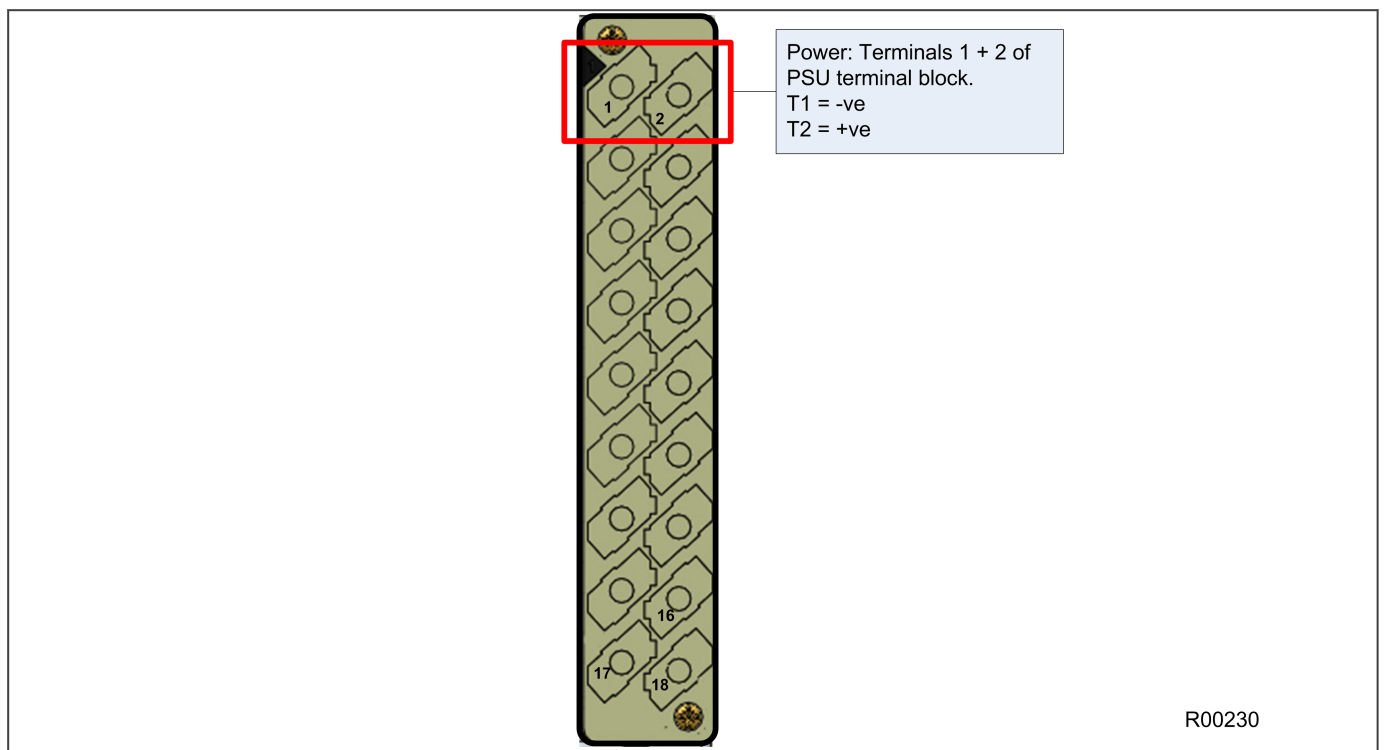 Power: Terminals 1 + 2 of
PSU terminal block.
T1 = -ve
T2 = +ve
1
2
16
17
18
R00230